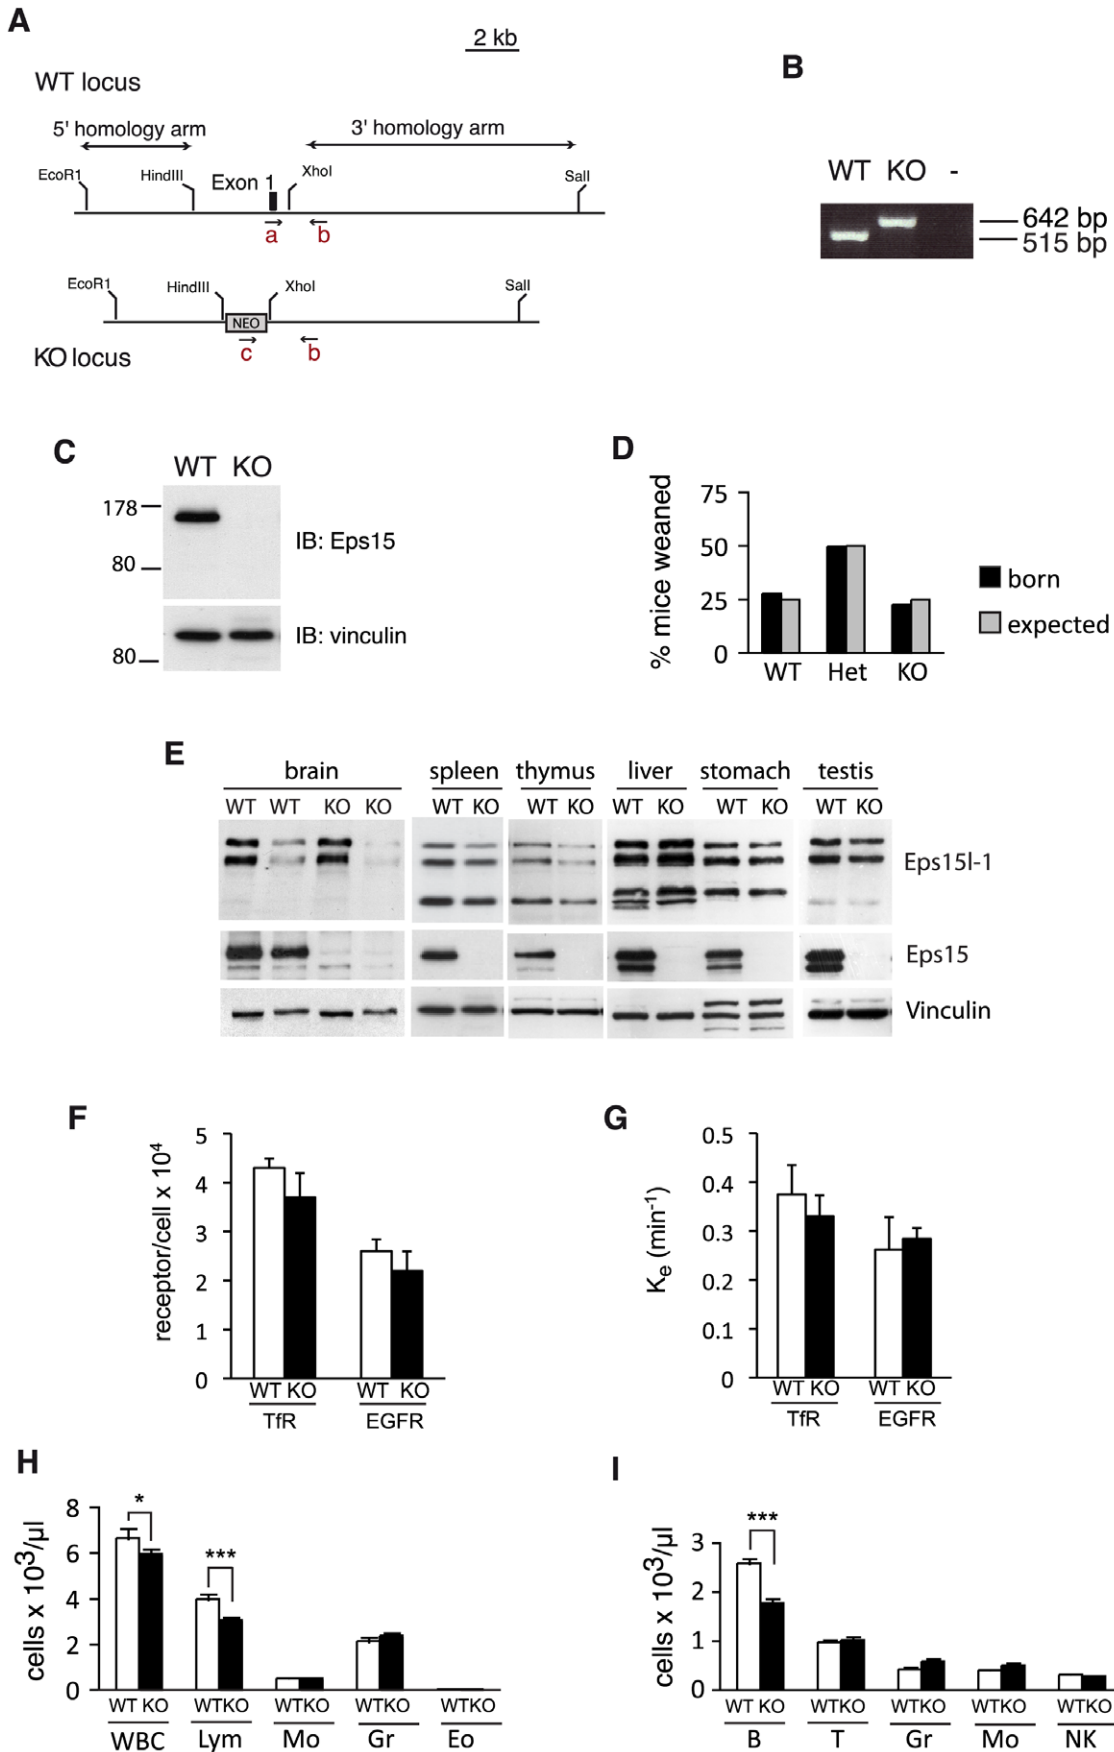 A
2 kb
WT locus
5' homology arm
3' homology arm
EcoR1
HindIII
Exon 1
XhoI
SalI
a
b
EcoR1
HindIII
XhoI
SalI
NEO
c
b
KO locus
B
WT KO -
642 bp
515 bp
C
WT KO
178
80
IB: Eps15
80
IB: vinculin
D
% mice weaned
75
50
25
0
WT Het KO
born
expected
E
brain spleen thymus liver stomach testis
WT WT KO KO WT KO WT KO WT KO WT KO WT KO
Eps15l-1
Eps15
Vinculin
F
receptor/cell x 10⁴
5
4
3
2
1
0
WT KO WT KO
TfR EGFR
G
Kₑ (min⁻¹)
0.5
0.4
0.3
0.2
0.1
0
WT KO WT KO
TfR EGFR
H
cells x 10³/µl
8
6
4
2
0
*
***
WT KO WTKO WTKO WTKO WTKO
WBC Lym Mo Gr Eo
I
cells x 10³/µl
3
2
1
0
***
WT KO WTKO WTKO WTKO WTKO
B T Gr Mo NK